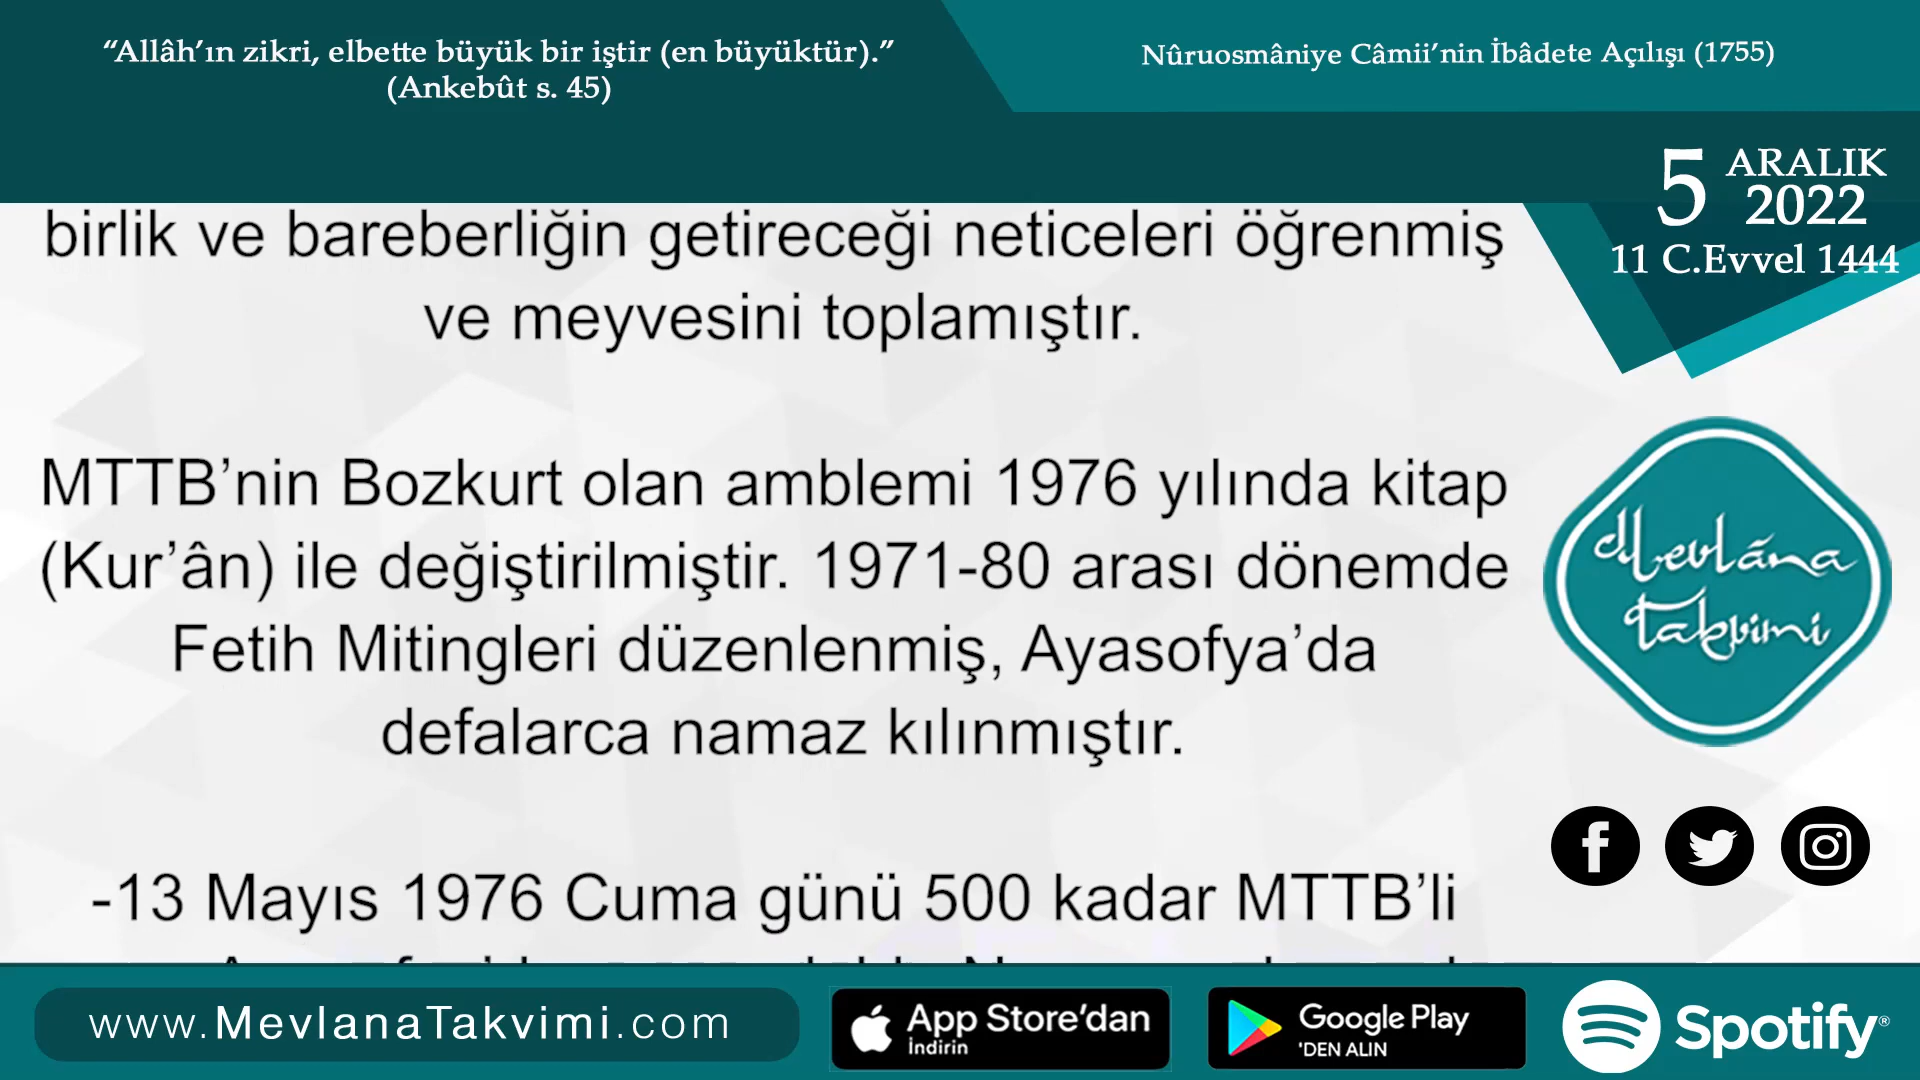 “Allâh’ın zikri, elbette büyük bir iştir (en büyüktür).”
(Ankebût s. 45)
Nûruosmâniye Câmii’nin İbâdete Açılışı (1755)
5 ARALIK
2022
11 C.Evvel 1444
birlik ve bareberliğin getireceği neticeleri öğrenmiş
ve meyvesini toplamıştır.
MTTB’nin Bozkurt olan amblemi 1976 yılında kitap
(Kur’ân) ile değiştirilmiştir. 1971-80 arası dönemde
Fetih Mitingleri düzenlenmiş, Ayasofya’da
defalarca namaz kılınmıştır.
-13 Mayıs 1976 Cuma günü 500 kadar MTTB’li
Mevlâna
Takvimi
www.MevlanaTakvimi.com
App Store’dan
İndirin
Google Play
'DEN ALIN
Spotify®